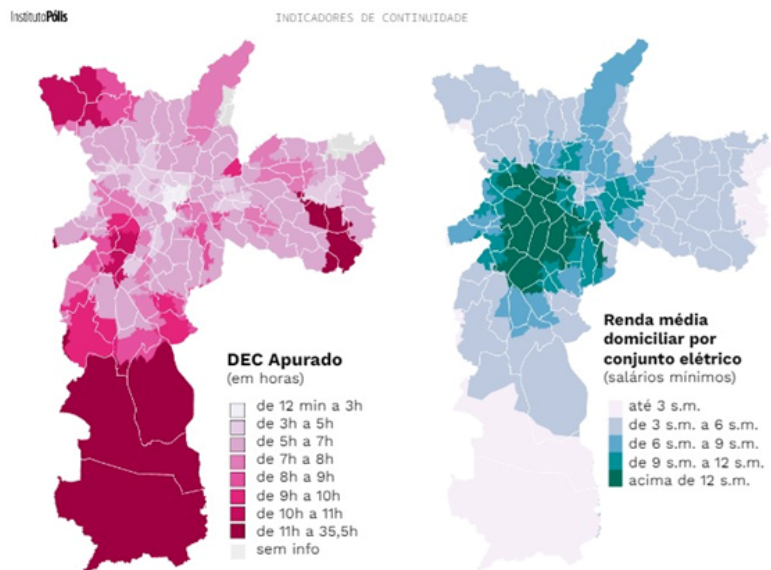 InstitutoPólis
INDICADORES DE CONTINUIDADE
DEC Apurado
(em horas)
de 12 min a 3h
de 3h a 5h
de 5h a 7h
de 7h a 8h
de 8h a 9h
de 9h a 10h
de 10h a 11h
de 11h a 35,5h
sem info
Renda média
domiciliar por
conjunto elétrico
(salários mínimos)
até 3 s.m.
de 3 s.m. a 6 s.m.
de 6 s.m. a 9 s.m.
de 9 s.m. a 12 s.m.
acima de 12 s.m.